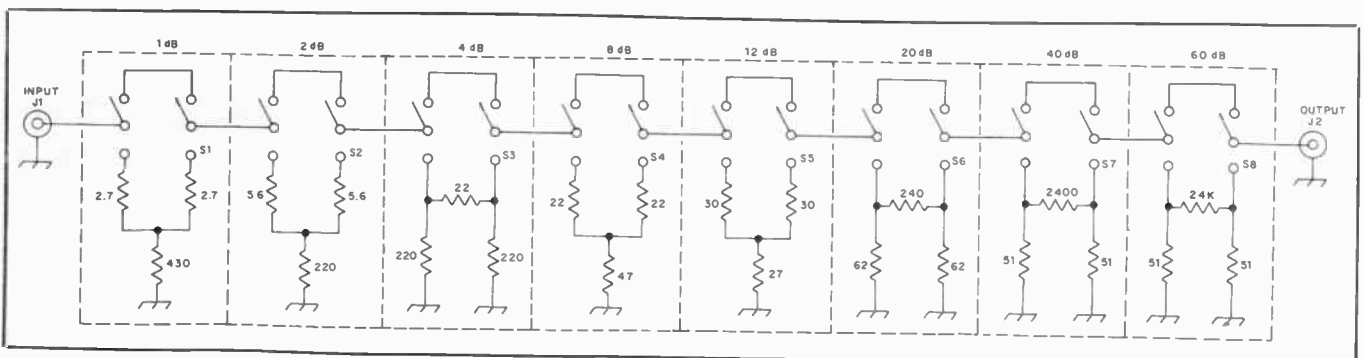 1 dB 2 dB 4 dB 8 dB 12 dB 20 dB 40 dB 60 dB
INPUT
J1
OUTPUT
J2
S1 S2 S3 S4 S5 S6 S7 S8
2.7 2.7 56 5.6 22 22 22 30 30 240 2400 24K
430 220 220 220 47 27 62 62 51 51 51 51